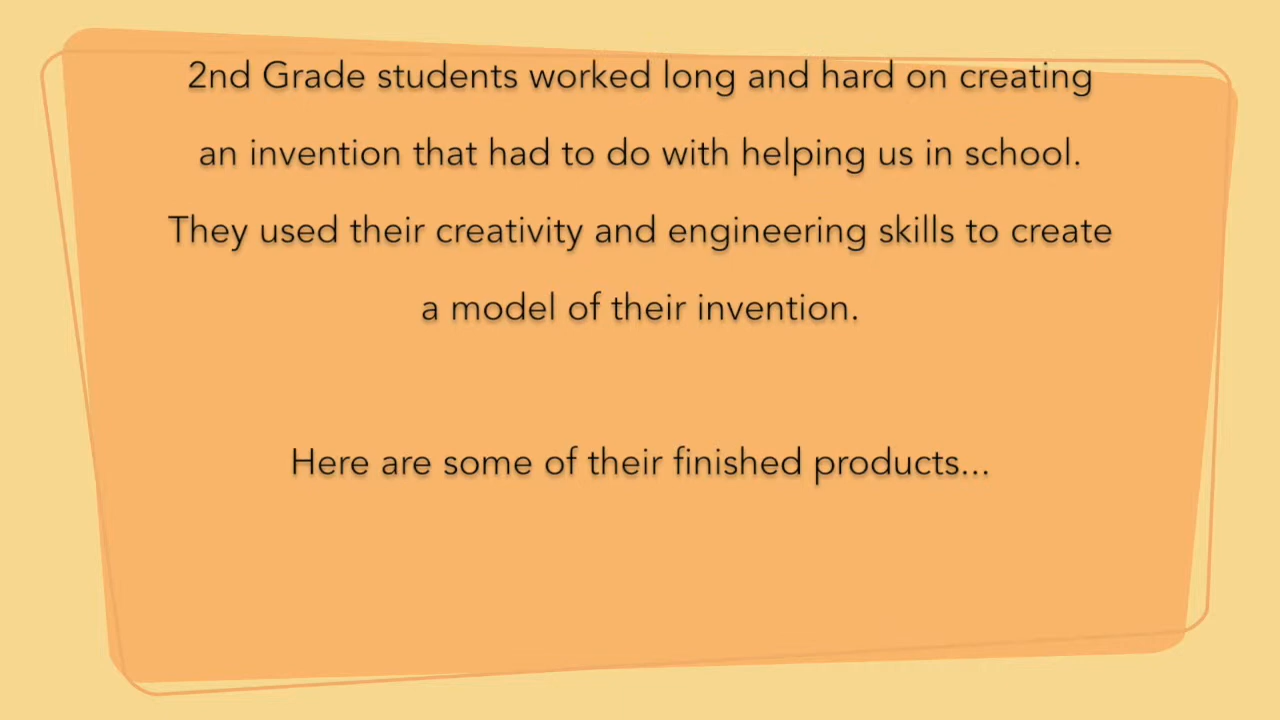 2nd Grade students worked long and hard on creating
an invention that had to do with helping us in school.
They used their creativity and engineering skills to create
a model of their invention.
Here are some of their finished products...